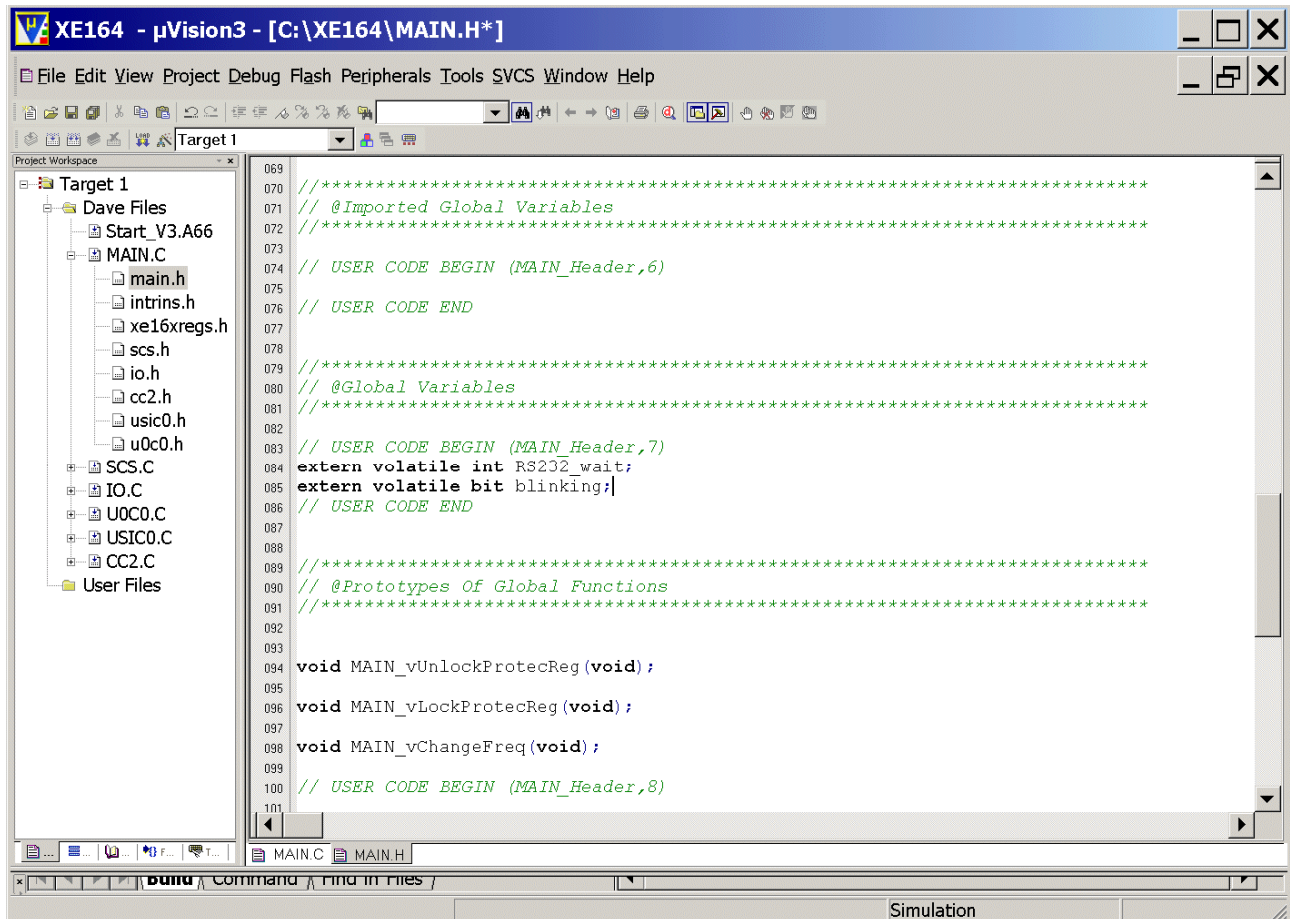 XE164 - µVision3 - [C:\XE164\MAIN.H*]
File Edit View Project Debug Flash Peripherals Tools SVCS Window Help
Target 1
Project Workspace
Target 1
Dave Files
Start_V3.A66
MAIN.C
main.h
intrins.h
xe16xregs.h
scs.h
io.h
cc2.h
usic0.h
u0c0.h
SCS.C
IO.C
U0C0.C
USIC0.C
CC2.C
User Files
069
070 //****************************************************************************
071 // @Imported Global Variables
072 //****************************************************************************
073
074 // USER CODE BEGIN (MAIN_Header,6)
075
076 // USER CODE END
077
078
079 //****************************************************************************
080 // @Global Variables
081 //****************************************************************************
082
083 // USER CODE BEGIN (MAIN_Header,7)
084 extern volatile int RS232_wait;
085 extern volatile bit blinking;
086 // USER CODE END
087
088
089 //****************************************************************************
090 // @Prototypes Of Global Functions
091 //****************************************************************************
092
093
094 void MAIN_vUnlockProtecReg(void);
095
096 void MAIN_vLockProtecReg(void);
097
098 void MAIN_vChangeFreq(void);
099
100 // USER CODE BEGIN (MAIN_Header,8)
101
... ... ... F... T...
MAIN.C MAIN.H
Build Command Find in Files
Simulation